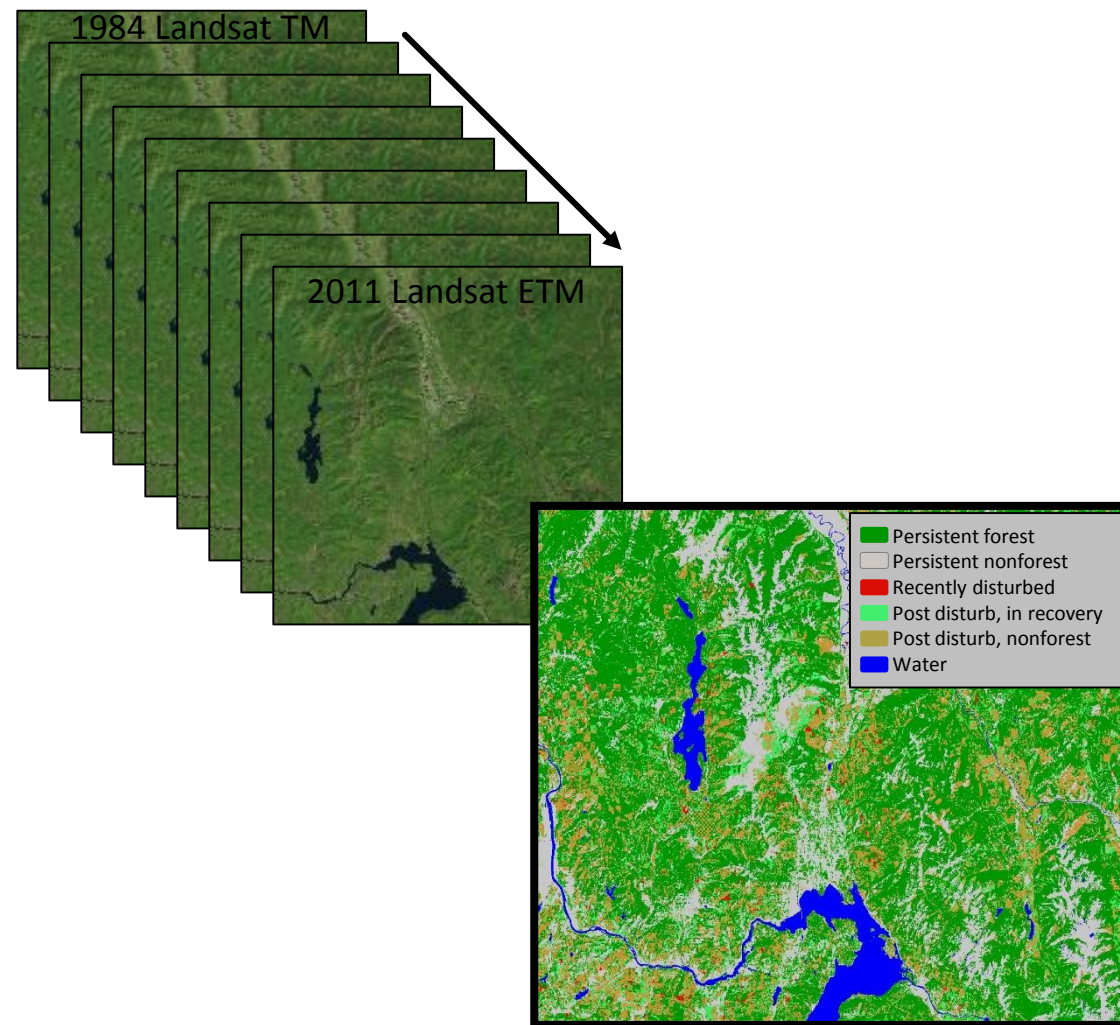 1984 Landsat TM
2011 Landsat ETM
Persistent forest
Persistent nonforest
Recently disturbed
Post disturb, in recovery
Post disturb, nonforest
Water